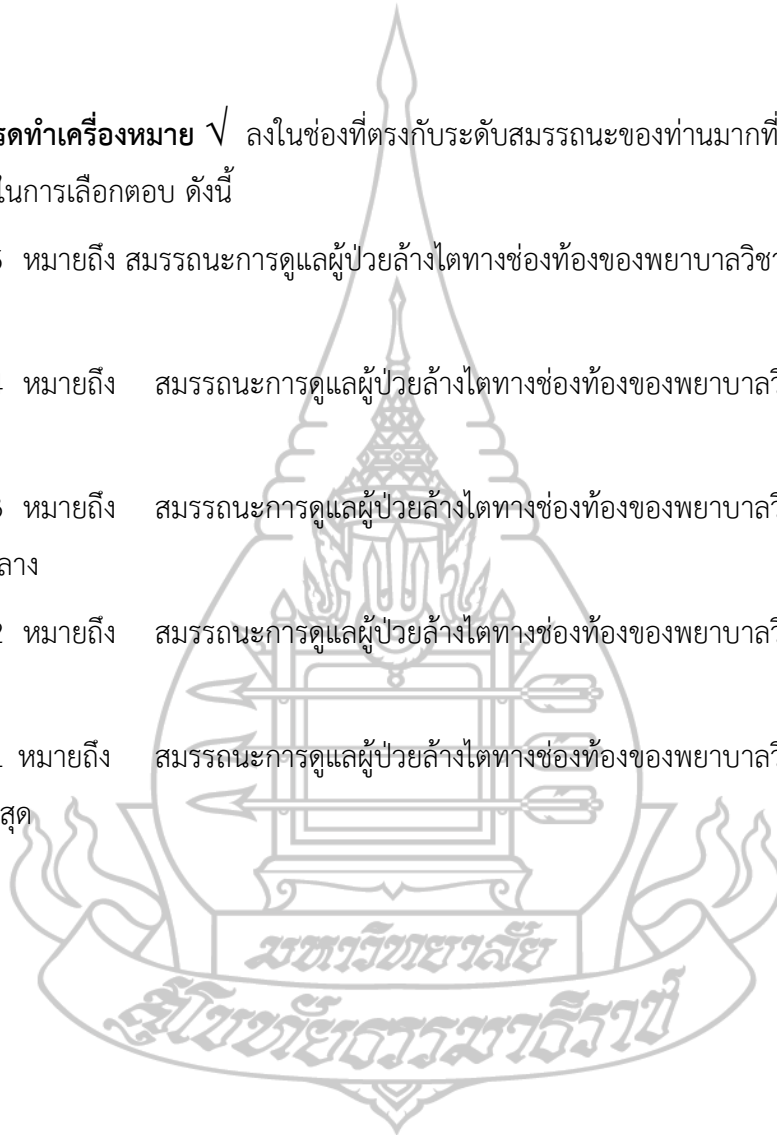 รดทำเครื่องหมาย √ ลงในช่องที่ตรงกับระดับสมรรถนะของท่านมากที่
ในการเลือกตอบ ดังนี้
หมายถึง สมรรถนะการดูแลผู้ป่วยล้างไตทางช่องท้องของพยาบาลวิชา
หมายถึง สมรรถนะการดูแลผู้ป่วยล้างไตทางช่องท้องของพยาบาลวิ
หมายถึง สมรรถนะการดูแลผู้ป่วยล้างไตทางช่องท้องของพยาบาลวิ
ลาง
หมายถึง สมรรถนะการดูแลผู้ป่วยล้างไตทางช่องท้องของพยาบาลวิ
หมายถึง สมรรถนะการดูแลผู้ป่วยล้างไตทางช่องท้องของพยาบาลวิ
สุด
มหาวิทยาลัย
สุโขทัยธรรมาธิราช